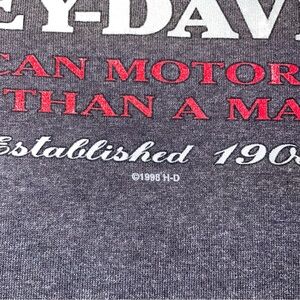 EY-DAV
CAN MOTOR
THAN A MA
Established 190
©1998 H-D